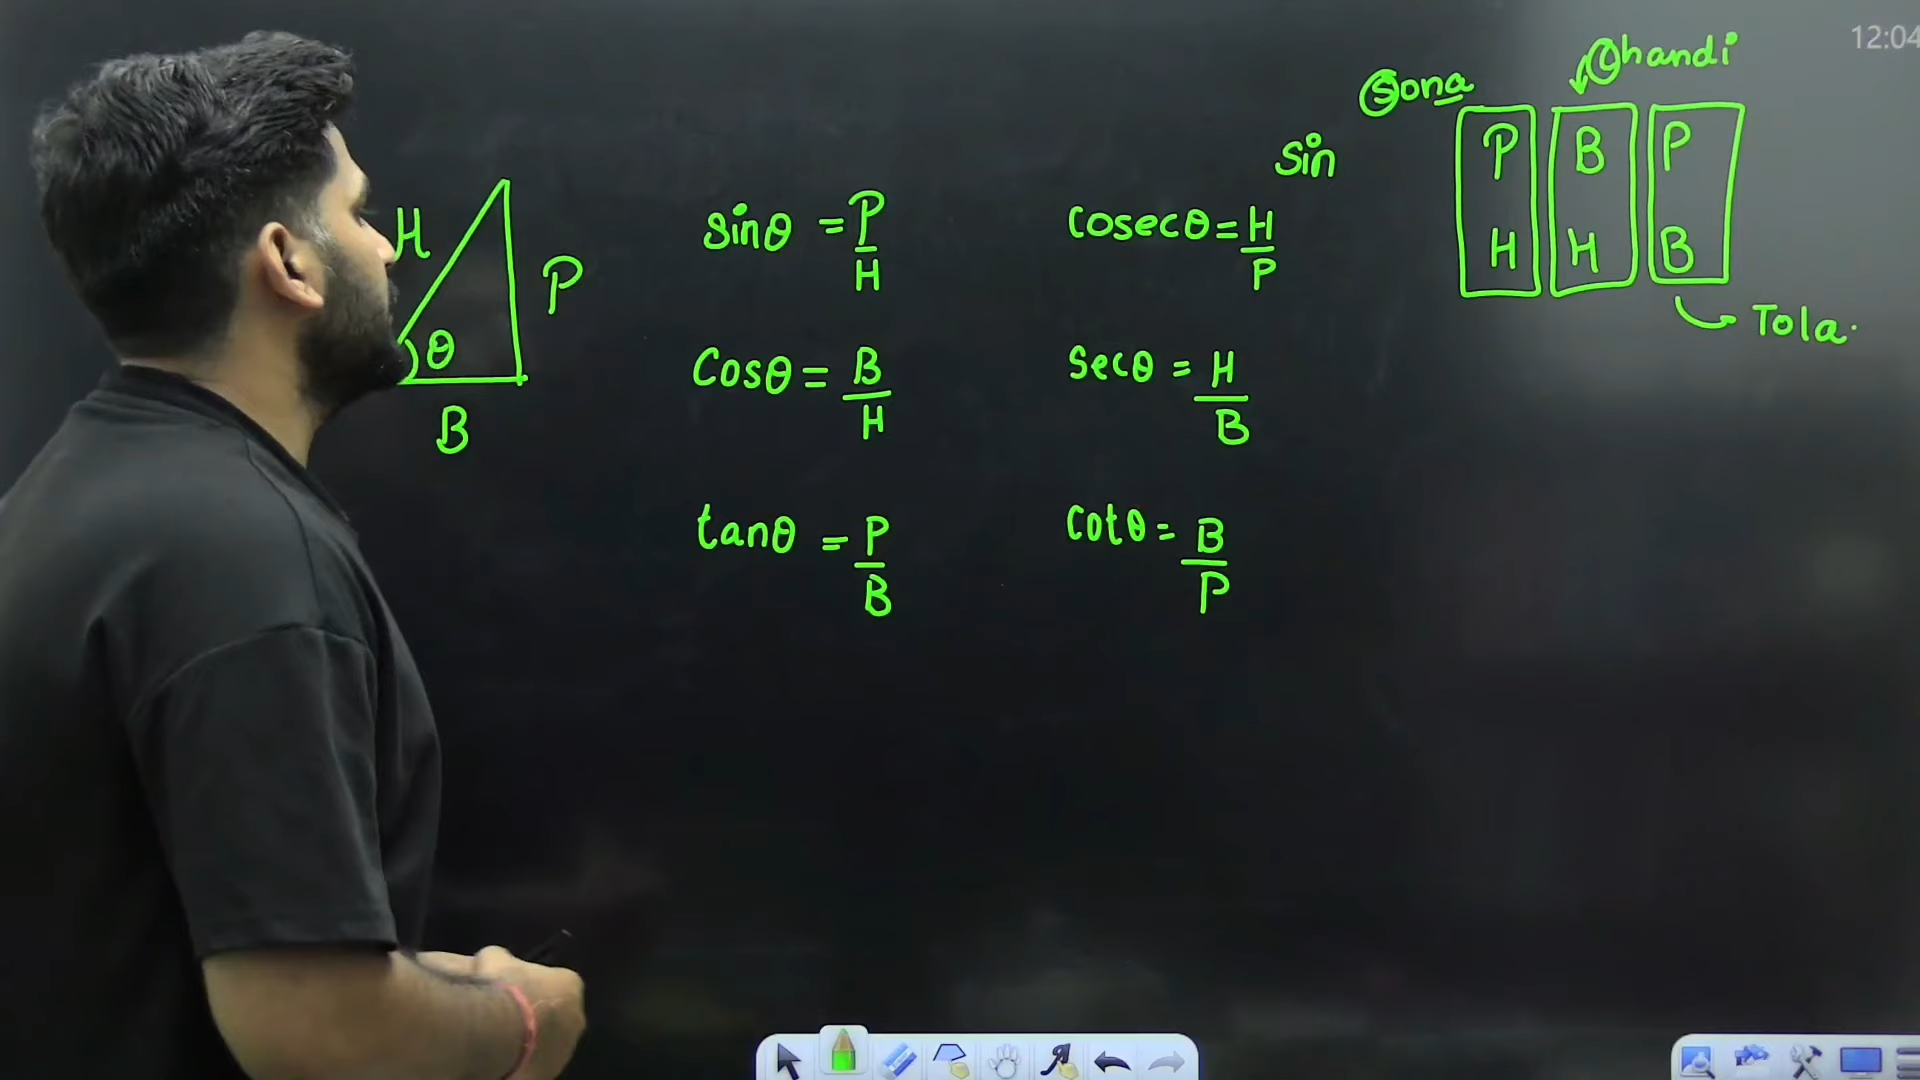 12:04
Chandi
Sona
P B P
H H B
Tola.
Sin
H
P
θ
B
sinθ = P/H
cosecθ = H/P
Cosθ = B/H
Secθ = H/B
tanθ = P/B
cotθ = B/P